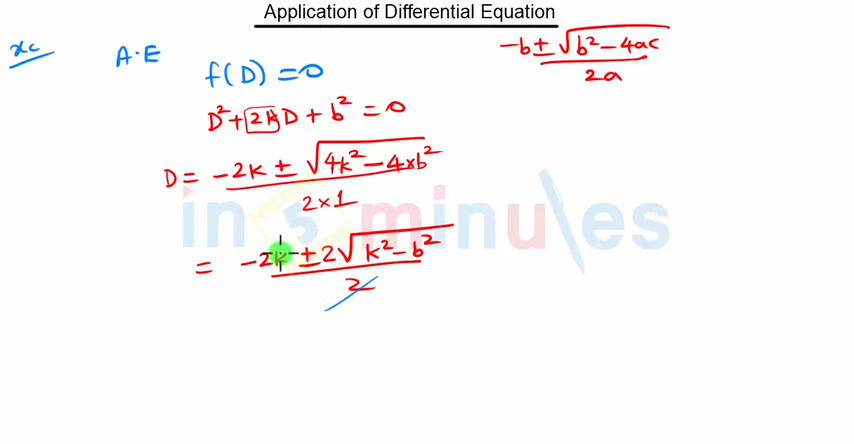 Application of Differential Equation
xc
A.E
-b ± √(b² - 4ac) / 2a
f(D) = 0
D² + 2kD + b² = 0
D = -2k ± √(4k² - 4×b²) / 2×1
in 5 minutes
= -2k ± 2√(k² - b²) / 2